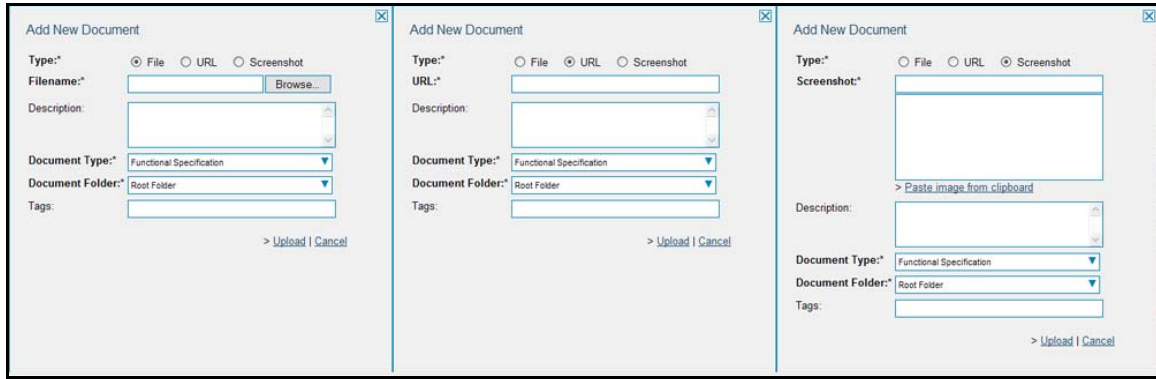 Add New Document
Type:* File URL Screenshot
Filename:* Browse...
Description:
Document Type:* Functional Specification
Document Folder:* Root Folder
Tags:
> Upload | Cancel
Add New Document
Type:* File URL Screenshot
URL:*
Description:
Document Type:* Functional Specification
Document Folder:* Root Folder
Tags:
> Upload | Cancel
Add New Document
Type:* File URL Screenshot
Screenshot:*
> Paste image from clipboard
Description:
Document Type:* Functional Specification
Document Folder:* Root Folder
Tags:
> Upload | Cancel